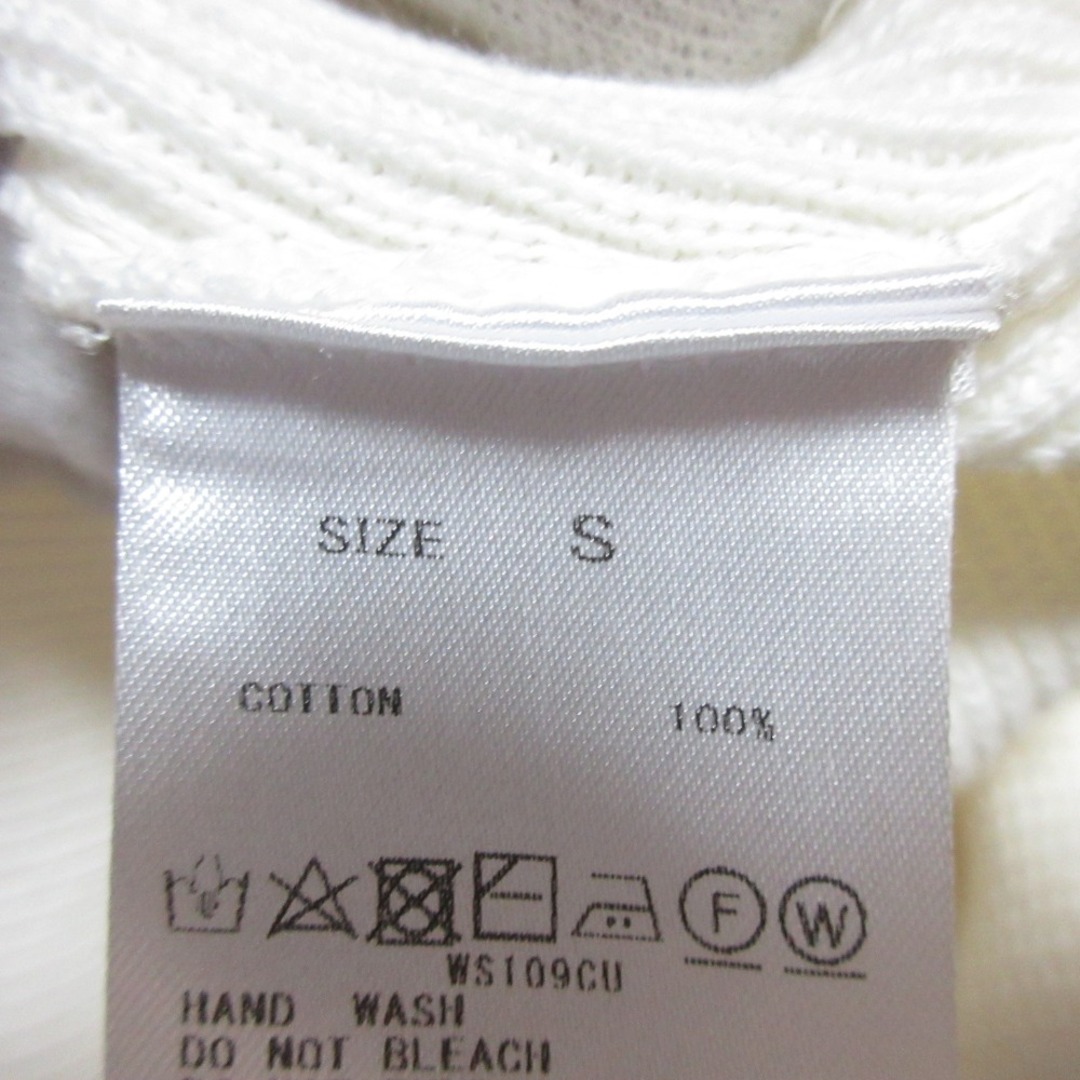 SIZE S
COTTON 100%
F W
WS109CU
HAND WASH
DO NOT BLEACH